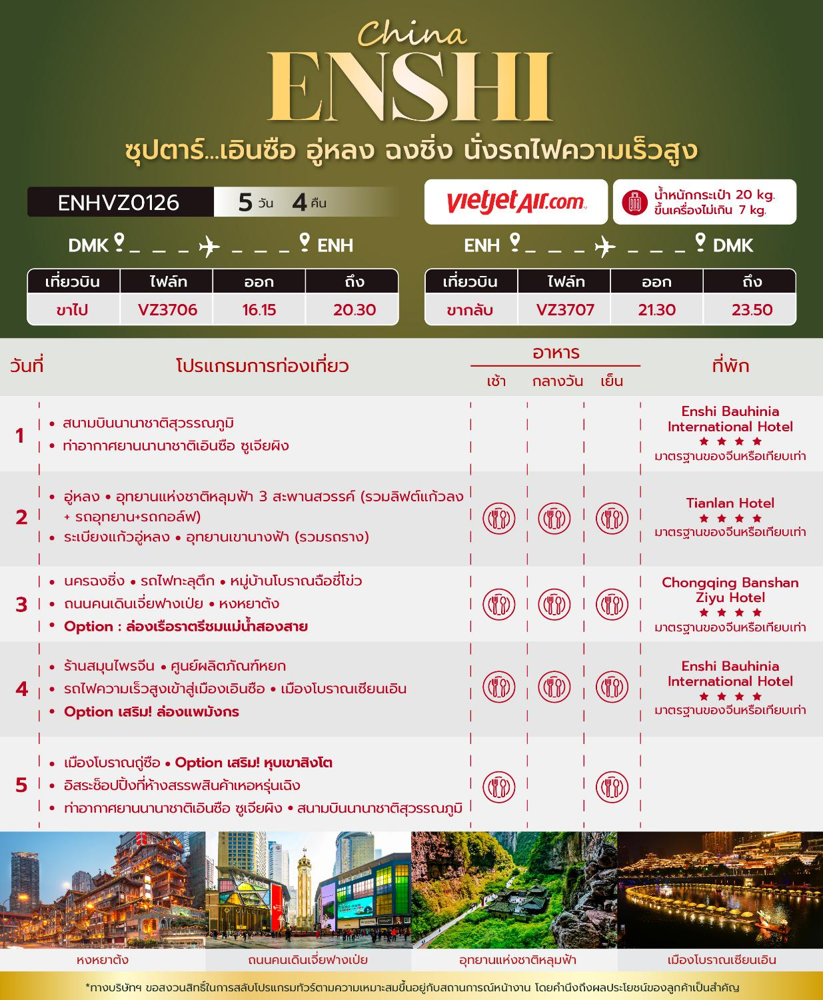 China
ENSHI
ซุปตาร์...เอินซือ อู่หลง ฉงชิ่ง นั่งรถไฟความเร็วสูง
ENHVZ0126 5 วัน 4 คืน
vietjetAir.com
น้ำหนักกระเป๋า 20 kg.
ขึ้นเครื่องไม่เกิน 7 kg.
DMK ENH
ENH DMK
เที่ยวบิน ไฟล์ท ออก ถึง
ขาไป VZ3706 16.15 20.30
เที่ยวบิน ไฟล์ท ออก ถึง
ขากลับ VZ3707 21.30 23.50
วันที่ โปรแกรมการท่องเที่ยว อาหาร ที่พัก
เช้า กลางวัน เย็น
1
• สนามบินนานาชาติสุวรรณภูมิ
• ท่าอากาศยานนานาชาติเอินซือ ซูเจียผิง
Enshi Bauhinia
International Hotel
★ ★ ★ ★
มาตรฐานของจีนหรือเทียบเท่า
2
• อู่หลง • อุทยานแห่งชาติหลุมฟ้า 3 สะพานสวรรค์ (รวมลิฟต์แก้วลง
+ รถอุทยาน+รถกอล์ฟ)
• ระเบียงแก้วอู่หลง • อุทยานเขานางฟ้า (รวมรถราง)
Tianlan Hotel
★ ★ ★ ★
มาตรฐานของจีนหรือเทียบเท่า
3
• นครฉงชิ่ง • รถไฟทะลุตึก • หมู่บ้านโบราณฉือชี่โข่ว
• ถนนคนเดินเจี่ยฟางเป่ย • หงหยาต้ง
• Option : ล่องเรือราตรีชมแม่น้ำสองสาย
Chongqing Banshan
Ziyu Hotel
★ ★ ★ ★
มาตรฐานของจีนหรือเทียบเท่า
4
• ร้านสมุนไพรจีน • ศูนย์ผลิตภัณฑ์หยก
• รถไฟความเร็วสูงเข้าสู่เมืองเอินซือ • เมืองโบราณเซียนเอิน
• Option เสริม! ล่องแพมังกร
Enshi Bauhinia
International Hotel
★ ★ ★ ★
มาตรฐานของจีนหรือเทียบเท่า
5
• เมืองโบราณถู่ซือ • Option เสริม! หุบเขาสิงโต
• อิสระช็อปปิ้งที่ห้างสรรพสินค้าเหอหรุ่นเฉิง
• ท่าอากาศยานนานาชาติเอินซือ ซูเจียผิง • สนามบินนานาชาติสุวรรณภูมิ
หงหยาต้ง
ถนนคนเดินเจี่ยฟางเป่ย
อุทยานแห่งชาติหลุมฟ้า
เมืองโบราณเซียนเอิน
*ทางบริษัทฯ ขอสงวนสิทธิ์ในการสลับโปรแกรมทัวร์ตามความเหมาะสมขึ้นอยู่กับสถานการณ์หน้างาน โดยคำนึงถึงผลประโยชน์ของลูกค้าเป็นสำคัญ